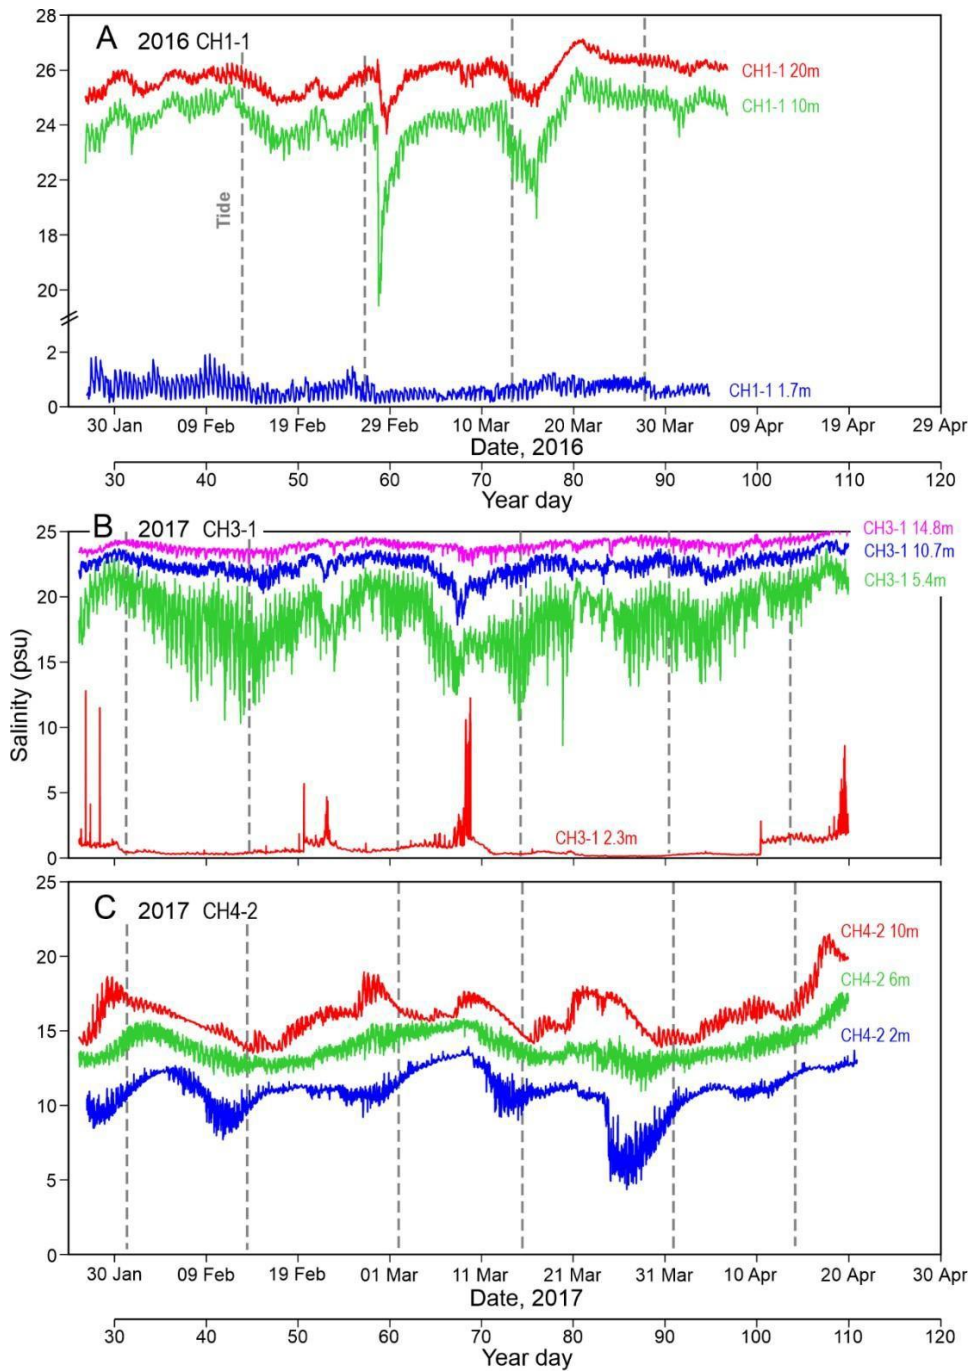 28
A 2016 CH1-1
26
CH1-1 20m
CH1-1 10m
24
22
Tide
18
20
2
CH1-1 1.7m
0
30 Jan 09 Feb 19 Feb 29 Feb 10 Mar 20 Mar 30 Mar 09 Apr 19 Apr 29 Apr
Date, 2016
30 40 50 60 70 80 90 100 110 120
Year day
25
B 2017 CH3-1
CH3-1 14.8m
CH3-1 10.7m
CH3-1 5.4m
20
15
Salinity (psu)
10
5
CH3-1 2.3m
0
25
C 2017 CH4-2
CH4-2 10m
20
CH4-2 6m
15
CH4-2 2m
10
5
0
30 Jan 09 Feb 19 Feb 01 Mar 11 Mar 21 Mar 31 Mar 10 Apr 20 Apr 30 Apr
Date, 2017
30 40 50 60 70 80 90 100 110 120
Year day